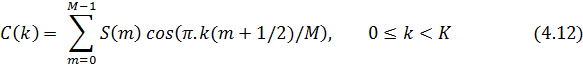 C(k) = ∑_{m=0}^{M−1} S(m) cos(π.k(m + 1/2)/M), 0 ≤ k < K (4.12)